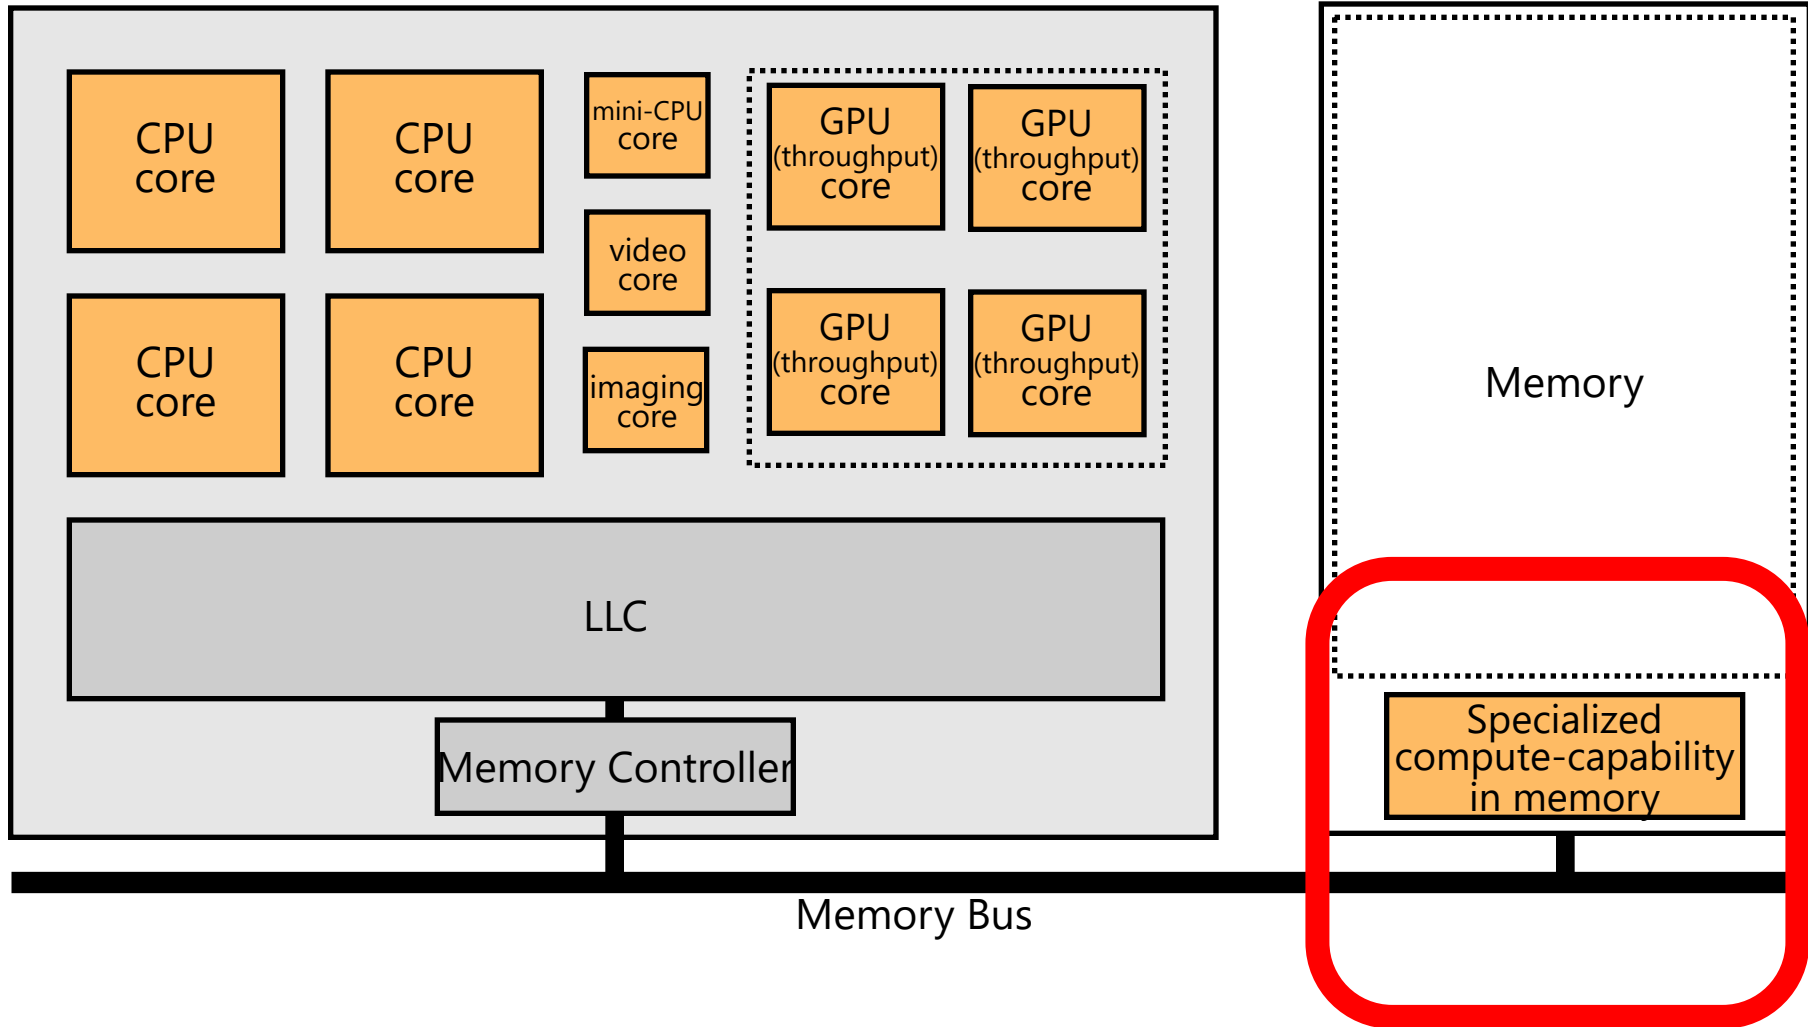 CPU
core
CPU
core
mini-CPU
core
video
core
imaging
core
GPU
(throughput)
core
GPU
(throughput)
core
CPU
core
CPU
core
GPU
(throughput)
core
GPU
(throughput)
core
LLC
Memory Controller
Memory Bus
Memory
Specialized
compute-capability
in memory